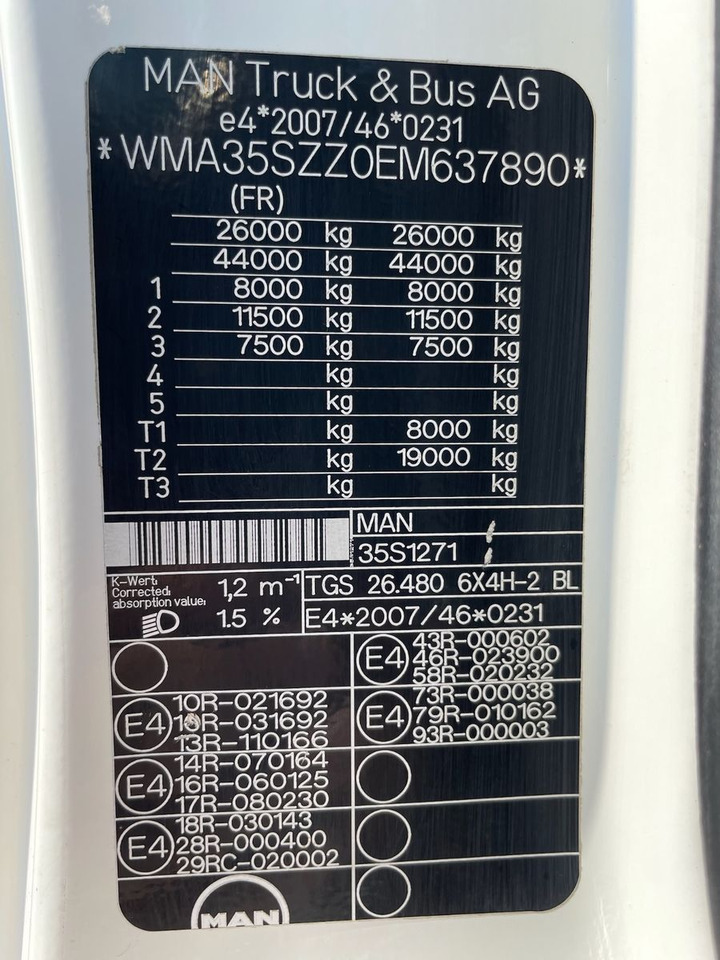 MAN Truck & Bus AG
e4*2007/46*0231
*WMA35SZZ0EM637890*
(FR)
26000 kg 26000 kg
44000 kg 44000 kg
1 8000 kg 8000 kg
2 11500 kg 11500 kg
3 7500 kg 7500 kg
4 kg kg
5 kg kg
T1 kg 8000 kg
T2 kg 19000 kg
T3 kg kg
MAN
35S1271
K-Wert:
Corrected:
absorption value:
1,2 m⁻¹
1.5 %
TGS 26.480 6X4H-2 BL
E4*2007/46*0231
E4
43R-000602
46R-023900
58R-020232
E4
10R-021692
10R-031692
13R-110166
E4
73R-000038
79R-010162
93R-000003
E4
14R-070164
16R-060125
17R-080230
E4
18R-030143
28R-000400
29RC-020002
MAN